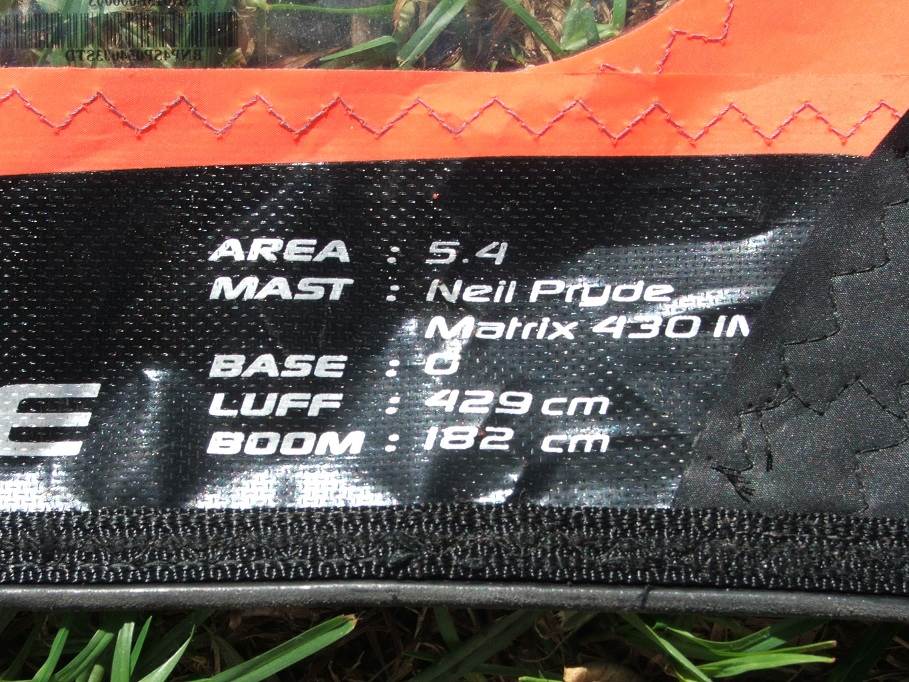 AREA : 5.4
MAST : Neil Pryde
Matrix 430 IM
BASE : 0
LUFF : 429 cm
BOOM : 182 cm
E